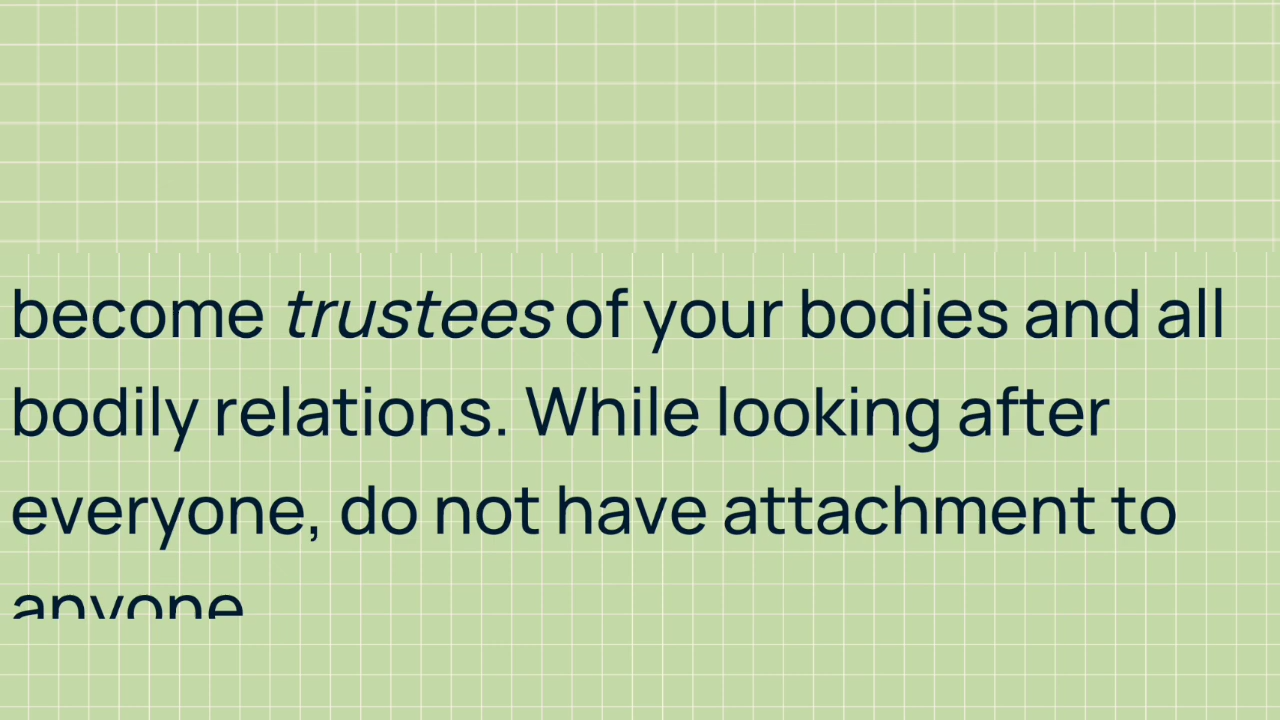 become trustees of your bodies and all
bodily relations. While looking after
everyone, do not have attachment to
anyone